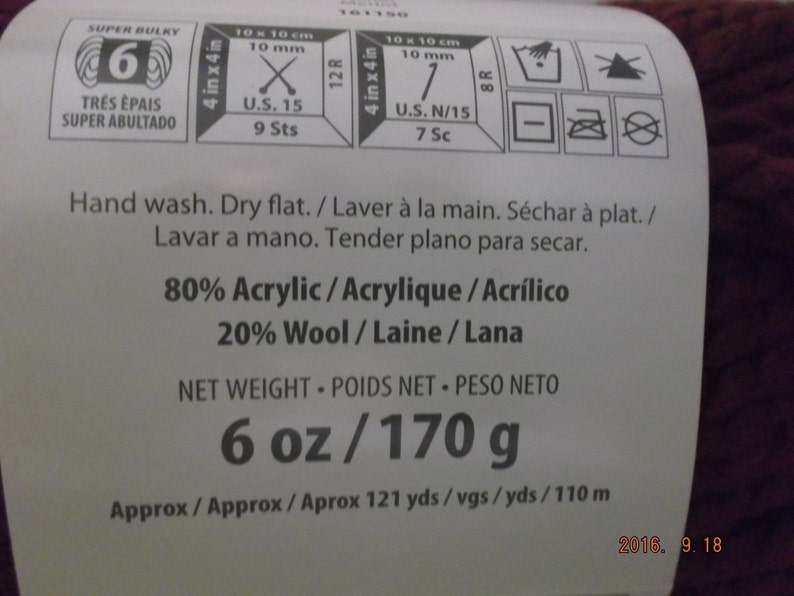 161150
SUPER BULKY
6
TRÉS ÈPAIS
SUPER ABULTADO
10 x 10 cm
4 in x 4 in
10 mm
U.S. 15
12 R
9 Sts
10 x 10 cm
4 in x 4 in
10 mm
U.S. N/15
8 R
7 Sc
Hand wash. Dry flat. / Laver à la main. Séchar à plat. /
Lavar a mano. Tender plano para secar.
80% Acrylic / Acrylique / Acrílico
20% Wool / Laine / Lana
NET WEIGHT • POIDS NET • PESO NETO
6 oz / 170 g
Approx / Approx / Aprox 121 yds / vgs / yds / 110 m
2016. 9.18